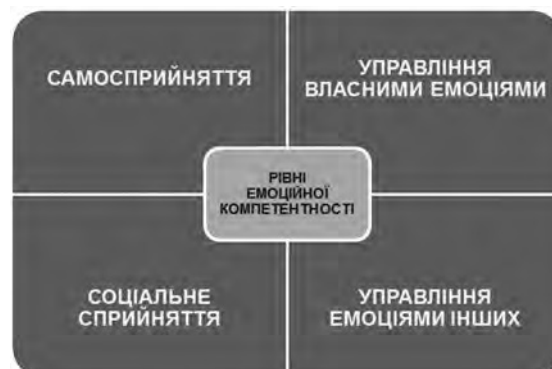 САМОСПРИЙНЯТТЯ
УПРАВЛІННЯ
ВЛАСНИМИ ЕМОЦІЯМИ
РІВНІ
ЕМОЦІЙНОЇ
КОМПЕТЕНТНОСТІ
СОЦІАЛЬНЕ
СПРИЙНЯТТЯ
УПРАВЛІННЯ
ЕМОЦІЯМИ ІНШИХ